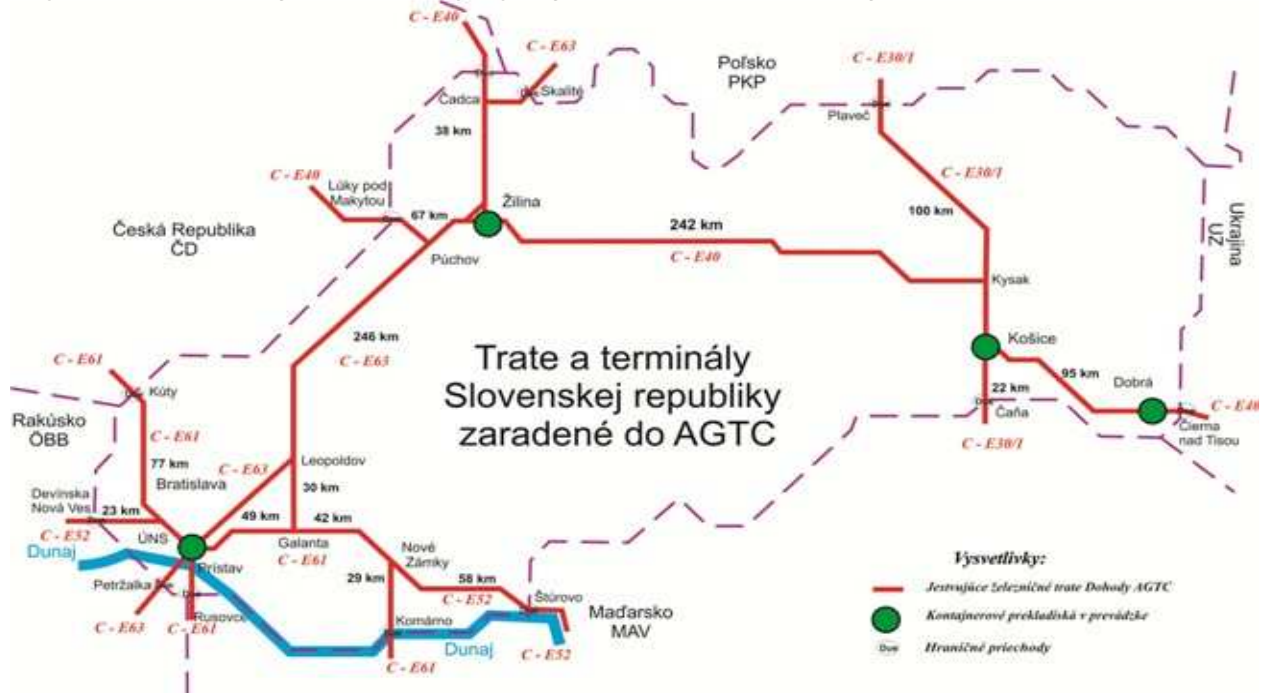 C - E40
C - E63
Poľsko
PKP
C - E30/1
Skalité
Čadca
Plaveč
38 km
C - E40
Lúky pod
Makytou
67 km
Žilina
C - E30/1
100 km
Ukrajina
UZ
Česká Republika
ČD
242 km
Púchov
C - E40
Kysak
246 km
C - E63
Košice
Trate a terminály
Slovenskej republiky
zaradené do AGTC
C - E61
Kúty
95 km
Dobrá
22 km
Čaňa
C - E40
Čierna
nad Tisou
Rakúsko
ÖBB
C - E61
C - E30/1
77 km
C - E63
Leopoldov
Bratislava
30 km
Devínska
Nová Ves
23 km
49 km
42 km
C - E52
ÚNS
Galanta
C - E61
Nové
Zámky
Dunaj
Prístav
Petržalka
29 km
58 km
C - E52
Štúrovo
Rusovce
C - E63
C - E61
Komárno
Maďarsko
MAV
Dunaj
C - E52
C - E61
Vysvetlivky:
Jestvujúce železničné trate Dohody AGTC
Kontajnerové prekladiská v prevádzke
Due
Hraničné priechody